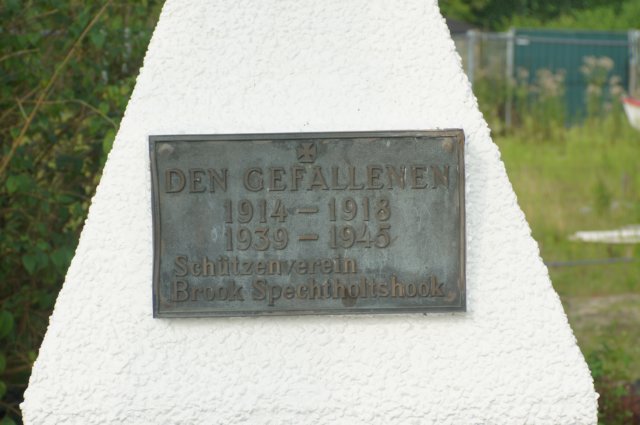 DEN GEFALLENEN
1914 – 1918
1939 – 1945
Schützenverein
Brook Spechtholtshook